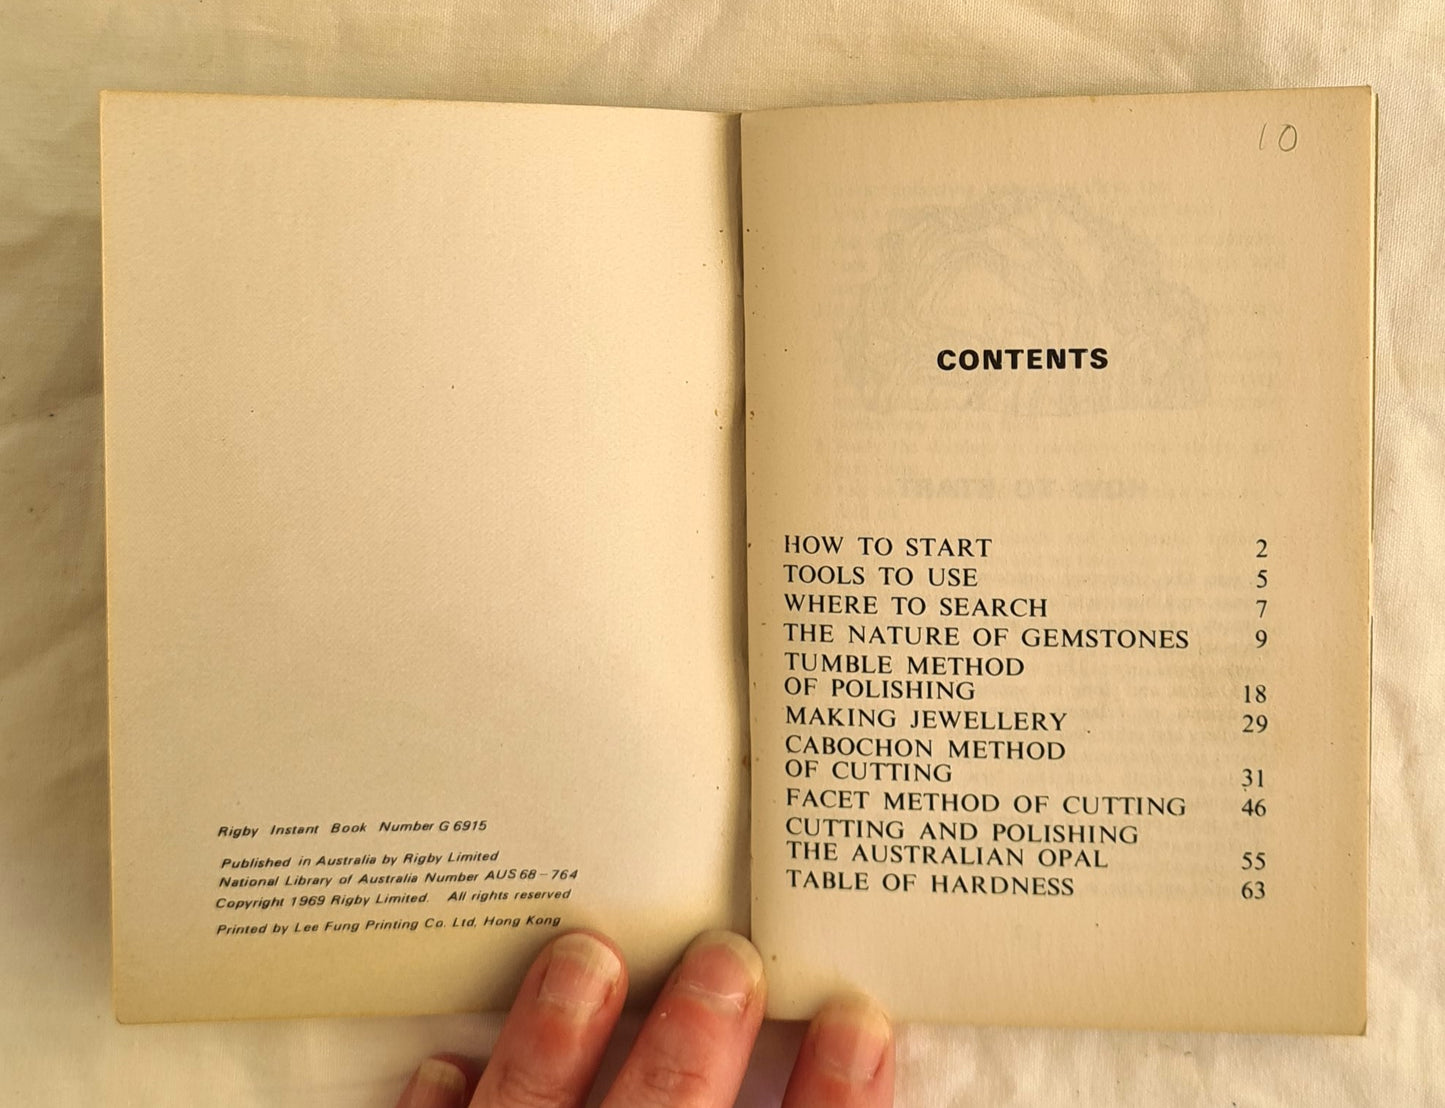 Rigby Instant Book Number G 6915
Published in Australia by Rigby Limited
National Library of Australia Number AUS 68–764
Copyright 1969 Rigby Limited. All rights reserved
Printed by Lee Fung Printing Co. Ltd, Hong Kong
10
CONTENTS
HOW TO START 2
TOOLS TO USE 5
WHERE TO SEARCH 7
THE NATURE OF GEMSTONES 9
TUMBLE METHOD
OF POLISHING 18
MAKING JEWELLERY 29
CABOCHON METHOD
OF CUTTING 31
FACET METHOD OF CUTTING 46
CUTTING AND POLISHING
THE AUSTRALIAN OPAL 55
TABLE OF HARDNESS 63